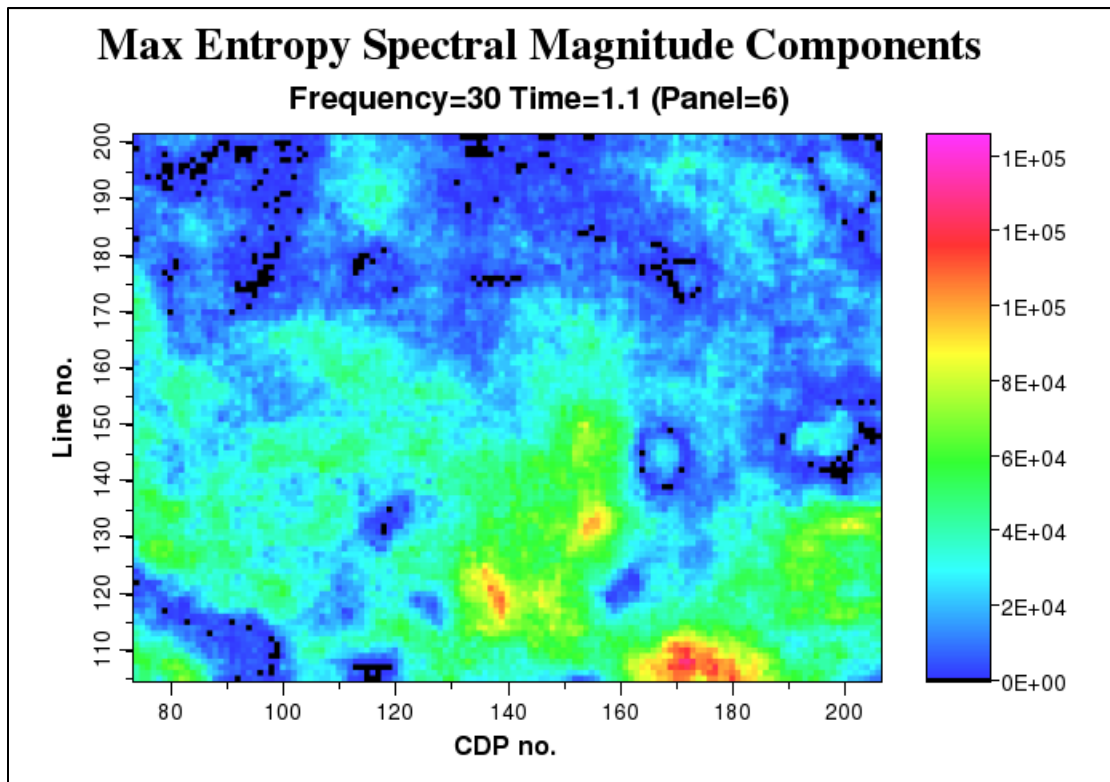 Max Entropy Spectral Magnitude Components
Frequency=30 Time=1.1 (Panel=6)
Line no.
200
190
180
170
160
150
140
130
120
110
80 100 120 140 160 180 200
CDP no.
1E+05
1E+05
1E+05
8E+04
6E+04
4E+04
2E+04
0E+00